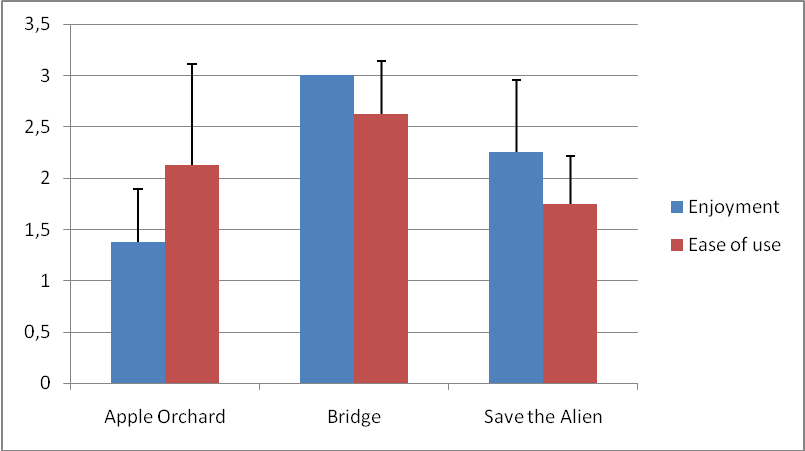 3,5
3
2,5
2
1,5
1
0,5
0
Apple Orchard
Bridge
Save the Alien
Enjoyment
Ease of use